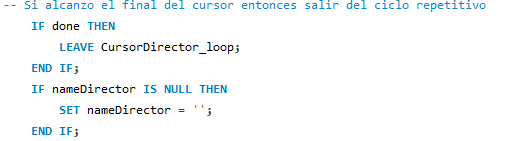 -- Si alcanzo el final del cursor entonces salir del ciclo repetitivo
IF done THEN
LEAVE CursorDirector_loop;
END IF;
IF nameDirector IS NULL THEN
SET nameDirector = '';
END IF;